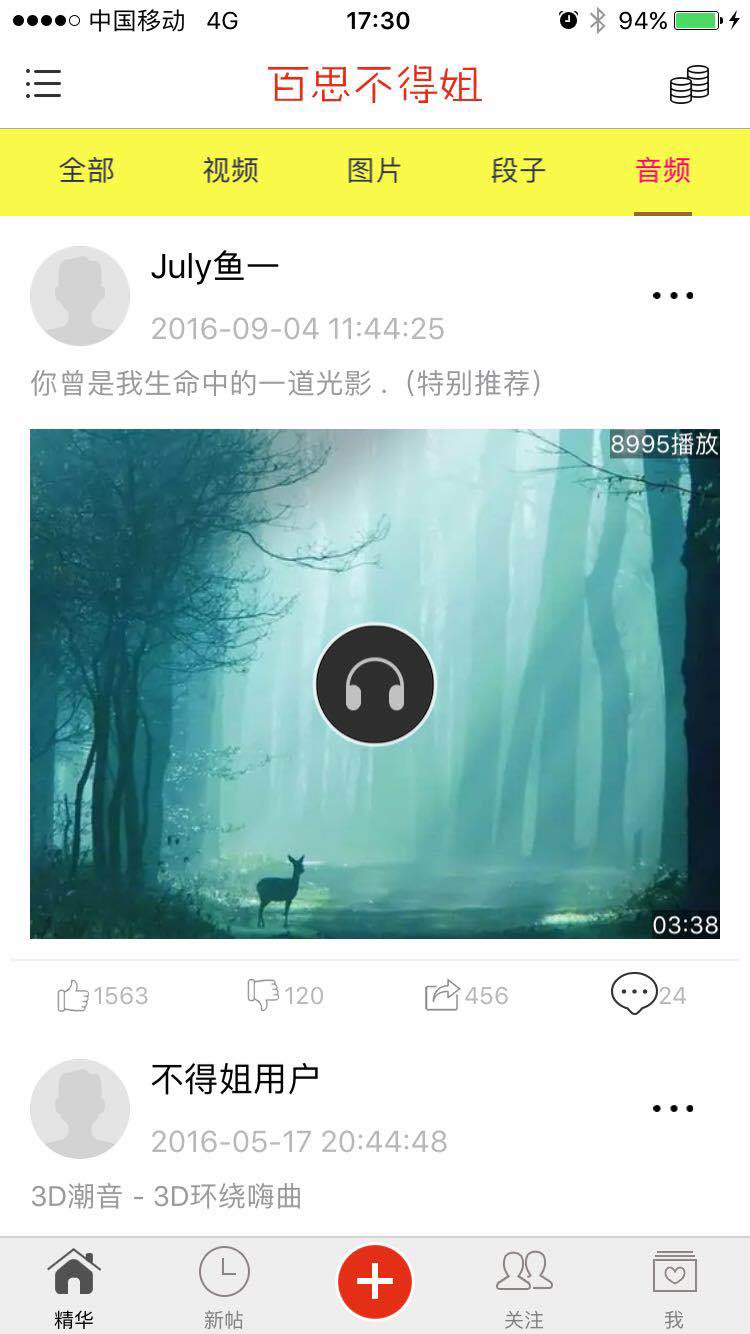 中国移动 4G 17:30 94%
百思不得姐
全部 视频 图片 段子 音频
July鱼一
2016-09-04 11:44:25
你曾是我生命中的一道光影 .（特别推荐）
8995播放
03:38
1563 120 456 24
不得姐用户
2016-05-17 20:44:48
3D潮音 - 3D环绕嗨曲
精华 新帖 关注 我